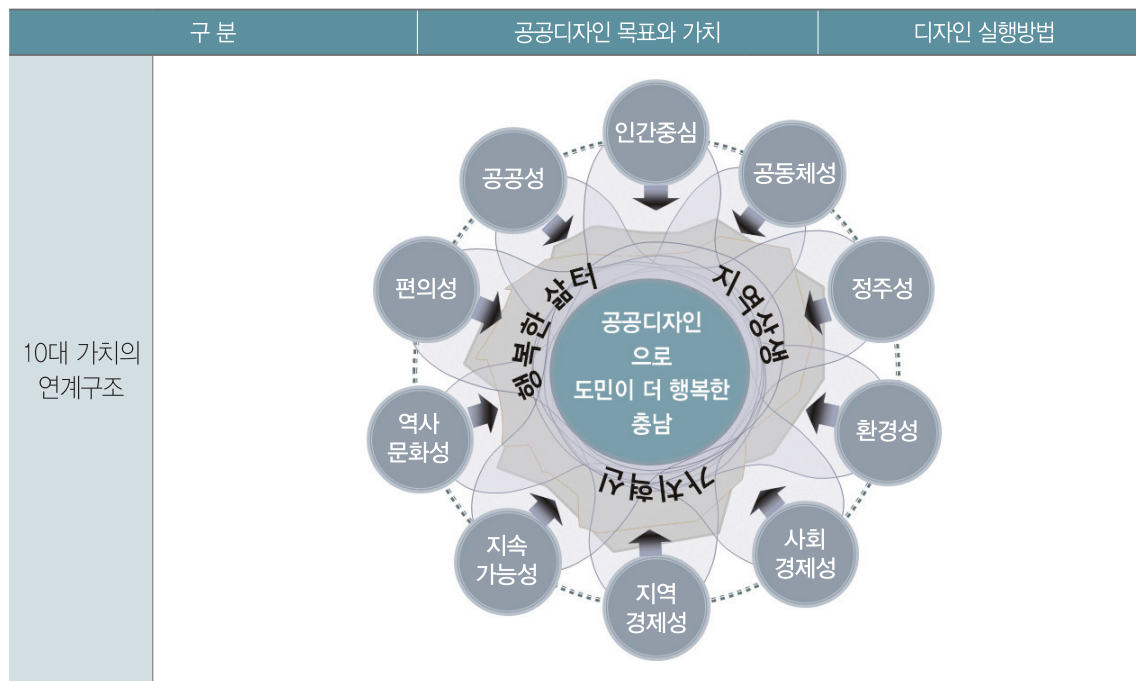 구 분
공공디자인 목표와 가치
디자인 실행방법
10대 가치의
연계구조
인간중심
공동체성
정주성
환경성
사회
경제성
지역
경제성
지속
가능성
역사
문화성
편의성
공공성
행복한 삶터
지역상생
가치혁신
공공디자인
으로
도민이 더 행복한
충남